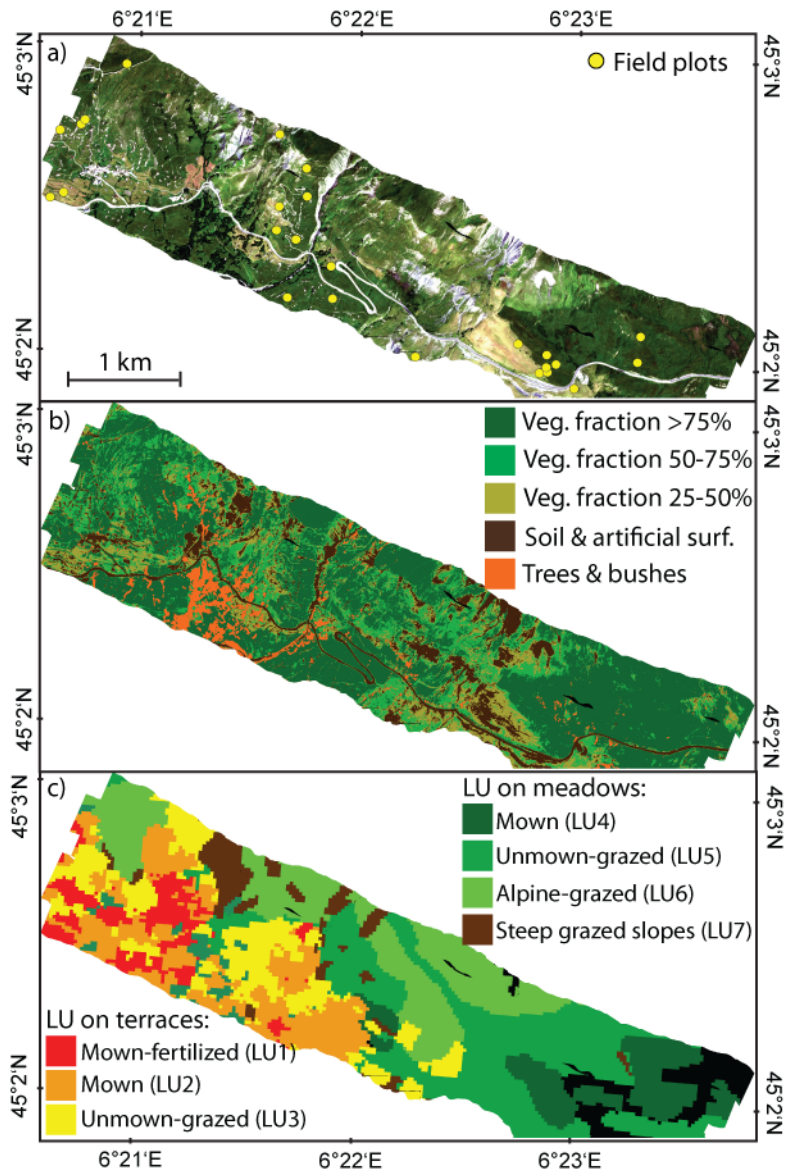 6°21'E 6°22'E 6°23'E
a)
Field plots
45°3'N
45°3'N
45°2'N
45°2'N
1 km
b)
Veg. fraction >75%
Veg. fraction 50-75%
Veg. fraction 25-50%
Soil & artificial surf.
Trees & bushes
45°3'N
45°3'N
45°2'N
45°2'N
c)
LU on meadows:
Mown (LU4)
Unmown-grazed (LU5)
Alpine-grazed (LU6)
Steep grazed slopes (LU7)
45°3'N
45°3'N
LU on terraces:
Mown-fertilized (LU1)
Mown (LU2)
Unmown-grazed (LU3)
45°2'N
45°2'N
6°21'E 6°22'E 6°23'E